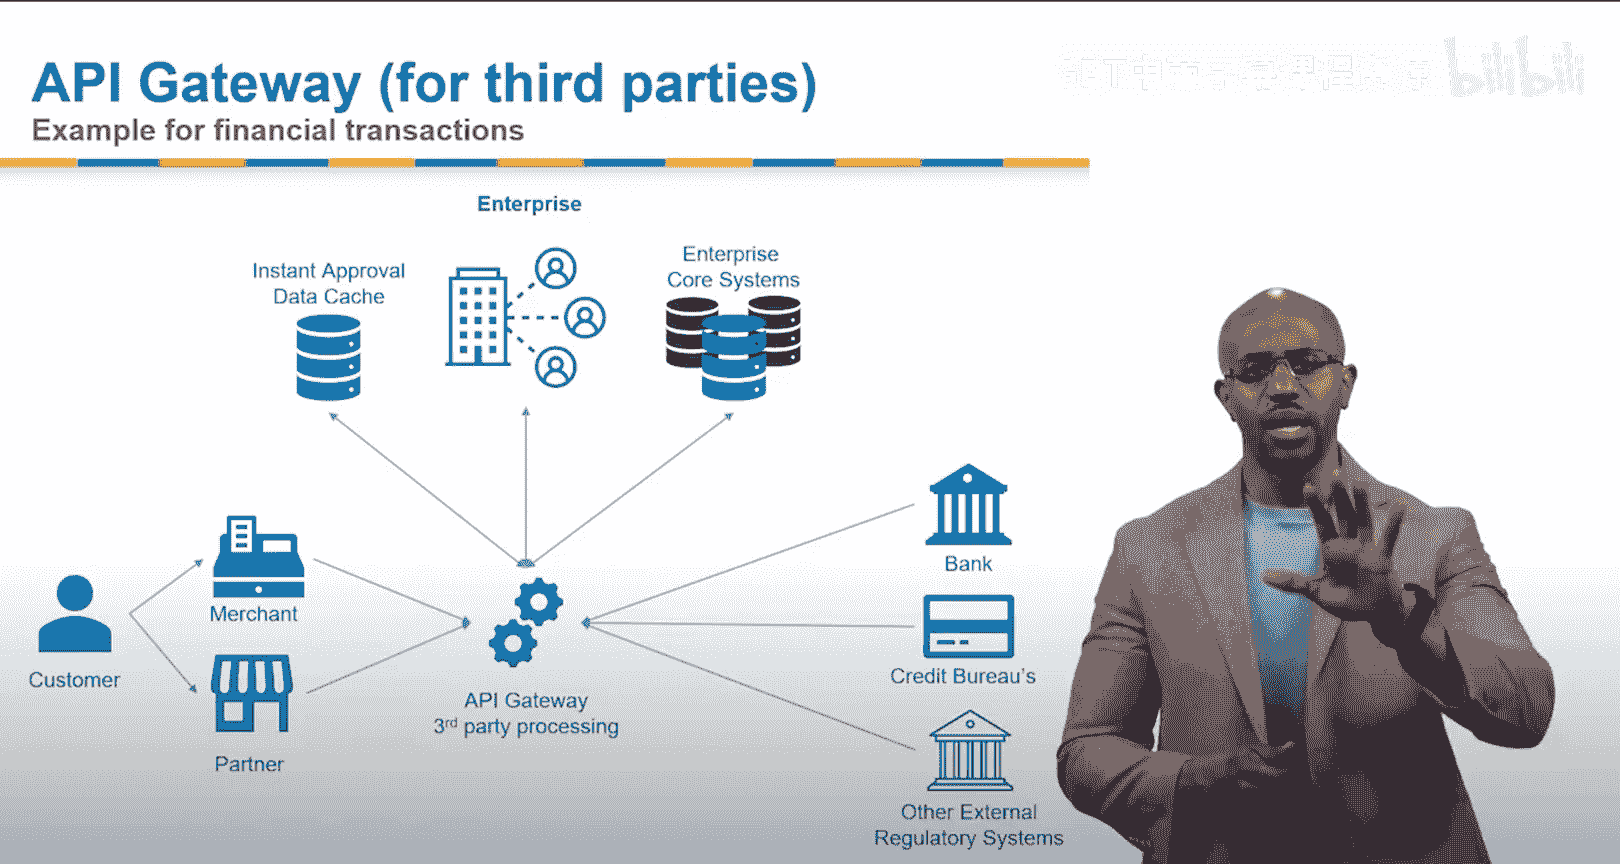 API Gateway (for third parties)
Example for financial transactions
bilibili
Enterprise
Instant Approval
Data Cache
Enterprise
Core Systems
Customer
Merchant
Partner
API Gateway
3rd party processing
Bank
Credit Bureau's
Other External
Regulatory Systems